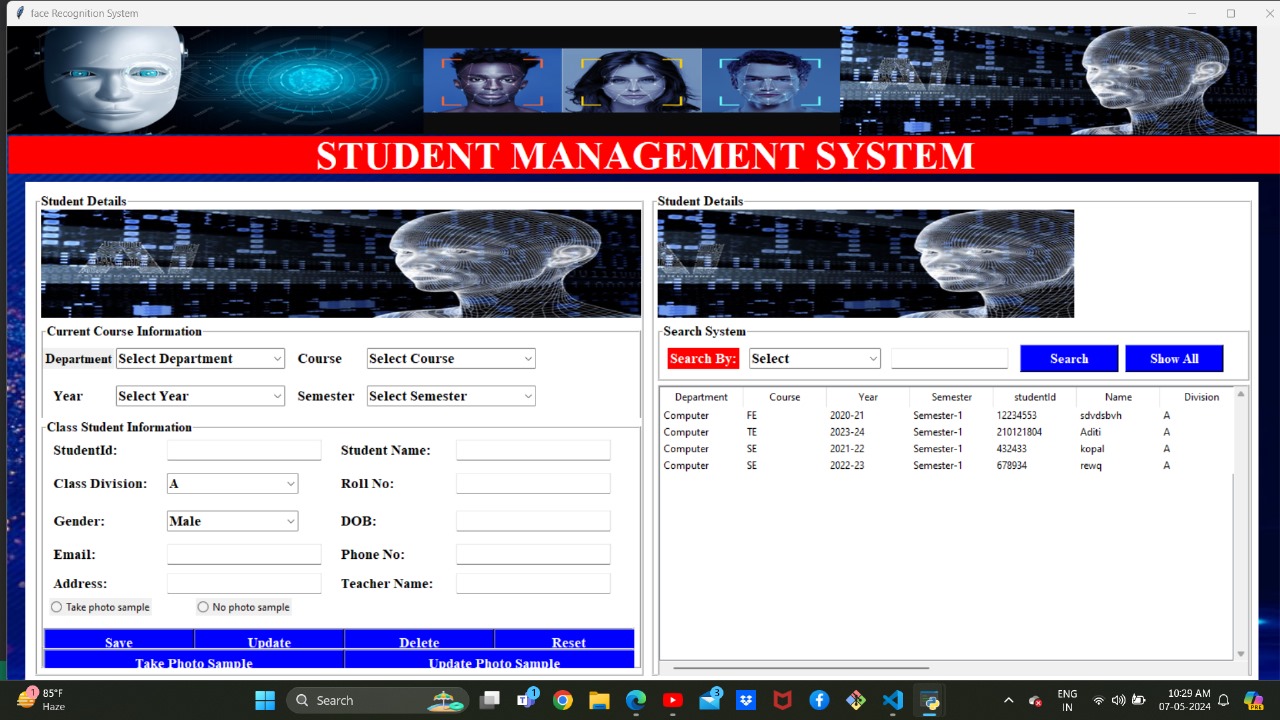 face Recognition System
STUDENT MANAGEMENT SYSTEM
Student Details
Current Course Information
Department Select Department Course Select Course
Year Select Year Semester Select Semester
Class Student Information
StudentId: Student Name:
Class Division: A Roll No:
Gender: Male DOB:
Email: Phone No:
Address: Teacher Name:
Take photo sample No photo sample
Save Update Delete Reset
Take Photo Sample Update Photo Sample
Student Details
Search System
Search By: Select Search Show All
Department Course Year Semester studentId Name Division
Computer FE 2020-21 Semester-1 12234553 sdvdsbvh A
Computer TE 2023-24 Semester-1 210121804 Aditi A
Computer SE 2021-22 Semester-1 432433 kopal A
Computer SE 2022-23 Semester-1 678934 rewq A
1 85°F
Haze
Search
1
3
ENG
IN
10:29 AM
07-05-2024
PRE